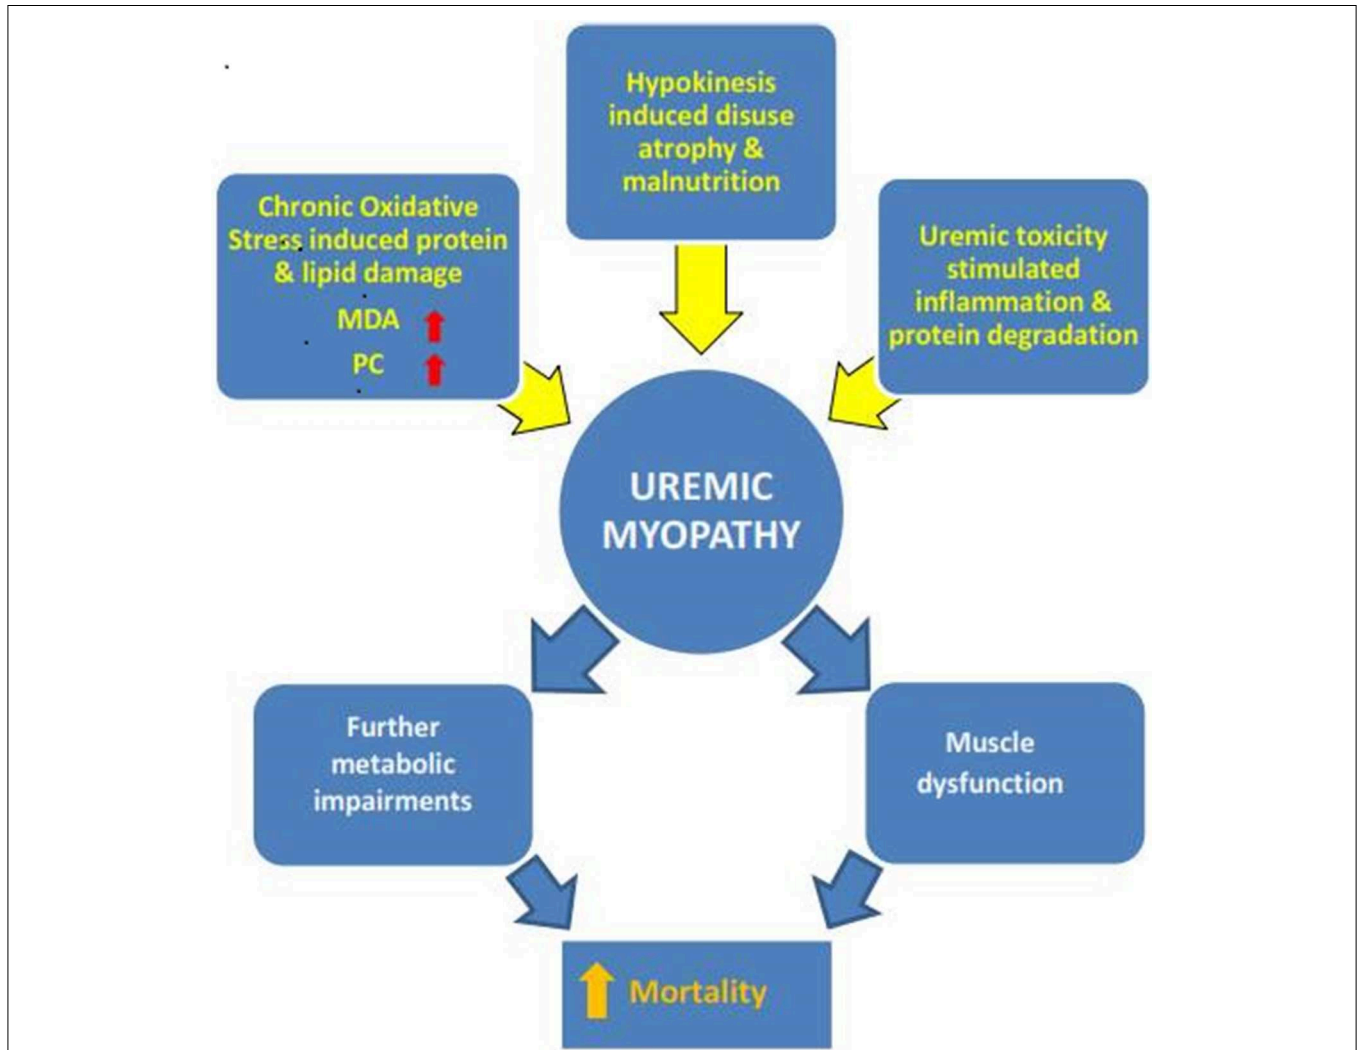 Hypokinesis
induced disuse
atrophy &
malnutrition
Chronic Oxidative
Stress induced protein
& lipid damage
MDA
PC
Uremic toxicity
stimulated
inflammation &
protein degradation
UREMIC
MYOPATHY
Further
metabolic
impairments
Muscle
dysfunction
Mortality